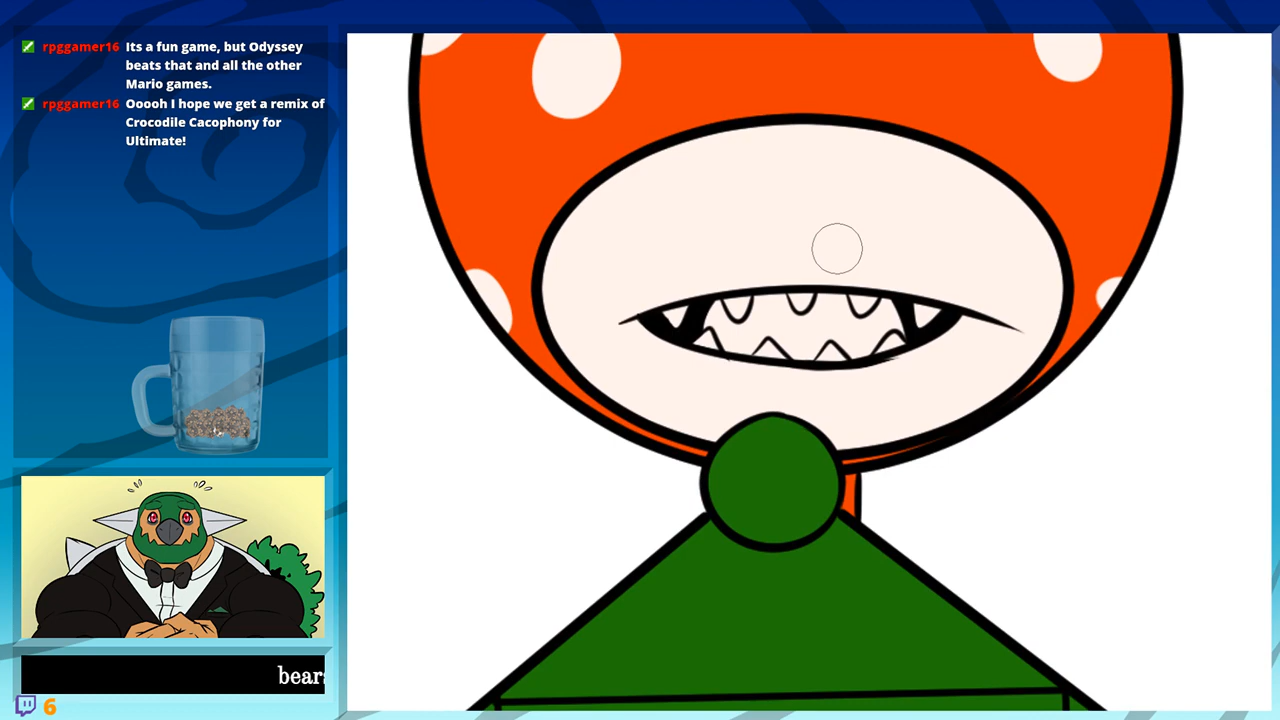 rpggamer16 Its a fun game, but Odyssey
beats that and all the other
Mario games.
rpggamer16 Ooooh I hope we get a remix of
Crocodile Cacophony for
Ultimate!
bears
6